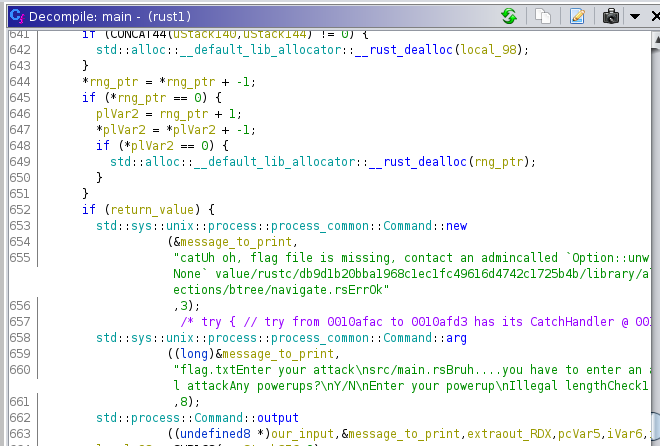 Decompile: main - (rust1)
641 if (CONCAT44(uStack140,uStack144) != 0) {
642 std::alloc::__default_lib_allocator::__rust_dealloc(local_98);
643 }
644 *rng_ptr = *rng_ptr + -1;
645 if (*rng_ptr == 0) {
646 plVar2 = rng_ptr + 1;
647 *plVar2 = *plVar2 + -1;
648 if (*plVar2 == 0) {
649 std::alloc::__default_lib_allocator::__rust_dealloc(rng_ptr);
650 }
651 }
652 if (return_value) {
653 std::sys::unix::process::process_common::Command::new
654 (&message_to_print,
655 "catUh oh, flag file is missing, contact an admincalled `Option::unw
None` value/rustc/db9d1b20bba1968c1ec1fc49616d4742c1725b4b/library/a
ections/btree/navigate.rsErrOk"
656 ,3);
657 /* try { // try from 0010afac to 0010afd3 has its CatchHandler @ 00
658 std::sys::unix::process::process_common::Command::arg
659 ((long)&message_to_print,
660 "flag.txtEnter your attack\nsrc/main.rsBruh....you have to enter an a
l attackAny powerups?\nY/N\nEnter your powerup\nIllegal lengthCheck1
661 ,8);
662 std::process::Command::output
663 ((undefined8 *)our_input,&message_to_print,extraout_RDX,pcVar5,iVar6,i